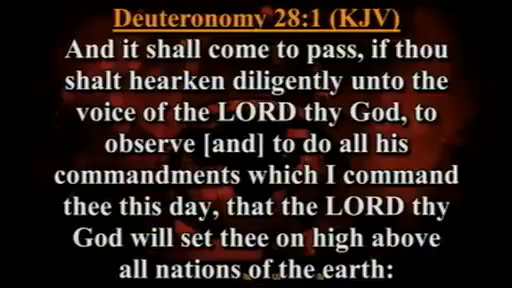 Deuteronomy 28:1 (KJV)
And it shall come to pass, if thou
shalt hearken diligently unto the
voice of the LORD thy God, to
observe [and] to do all his
commandments which I command
thee this day, that the LORD thy
God will set thee on high above
all nations of the earth: